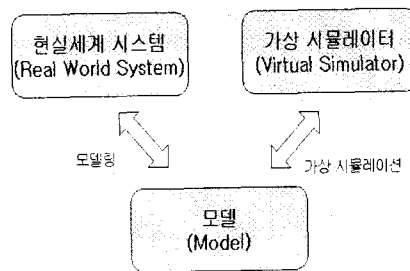 현실세계 시스템
(Real World System)
가상 시뮬레이터
(Virtual Simulator)
모델링
가상 시뮬레이션
모델
(Model)